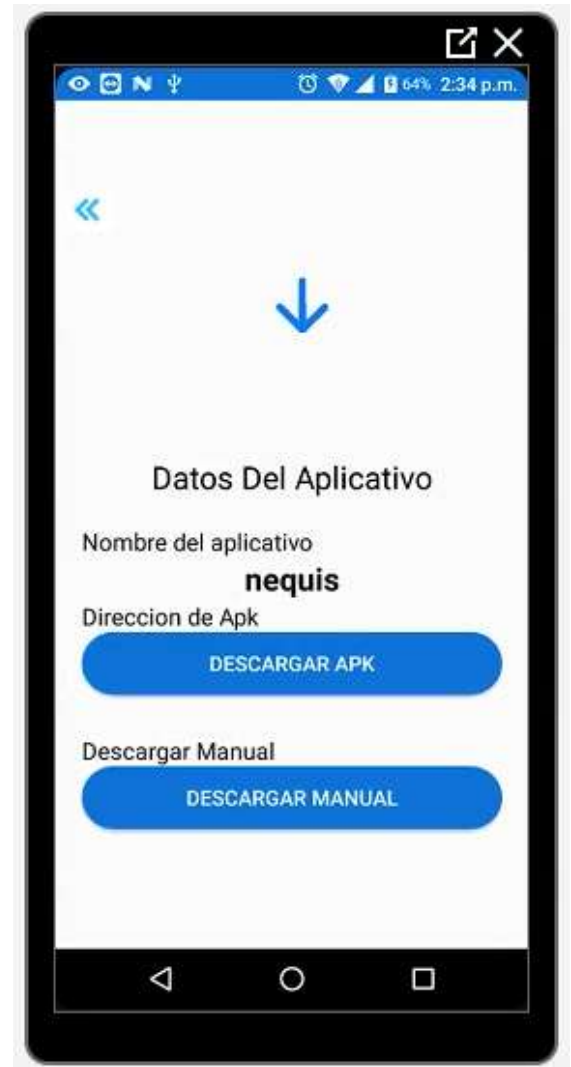 64% 2:34 p.m.
Datos Del Aplicativo
Nombre del aplicativo
nequis
Direccion de Apk
DESCARGAR APK
Descargar Manual
DESCARGAR MANUAL